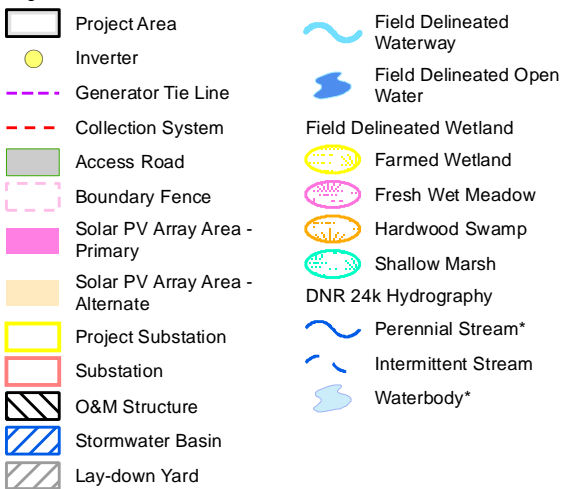 Project Area
Inverter
Generator Tie Line
Collection System
Access Road
Boundary Fence
Solar PV Array Area -
Primary
Solar PV Array Area -
Alternate
Project Substation
Substation
O&M Structure
Stormwater Basin
Lay-down Yard
Field Delineated
Waterway
Field Delineated Open
Water
Field Delineated Wetland
Farmed Wetland
Fresh Wet Meadow
Hardwood Swamp
Shallow Marsh
DNR 24k Hydrography
Perennial Stream*
Intermittent Stream
Waterbody*